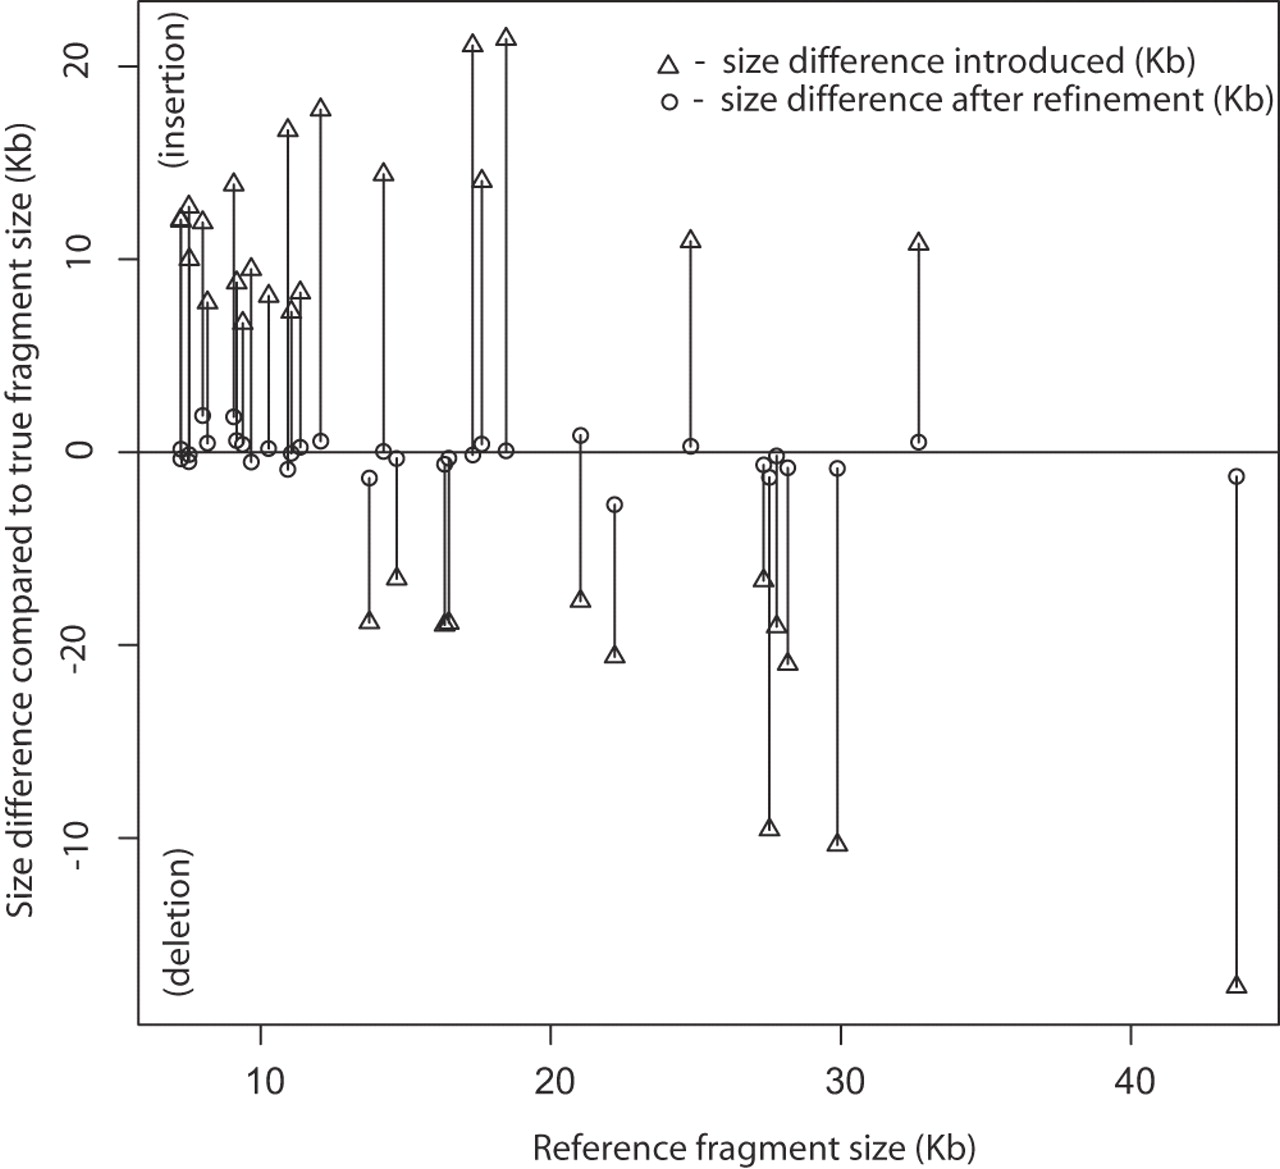 (insertion)
△ - size difference introduced (Kb)
○ - size difference after refinement (Kb)
Size difference compared to true fragment size (Kb)
20
10
0
-20
-10
(deletion)
10 20 30 40
Reference fragment size (Kb)